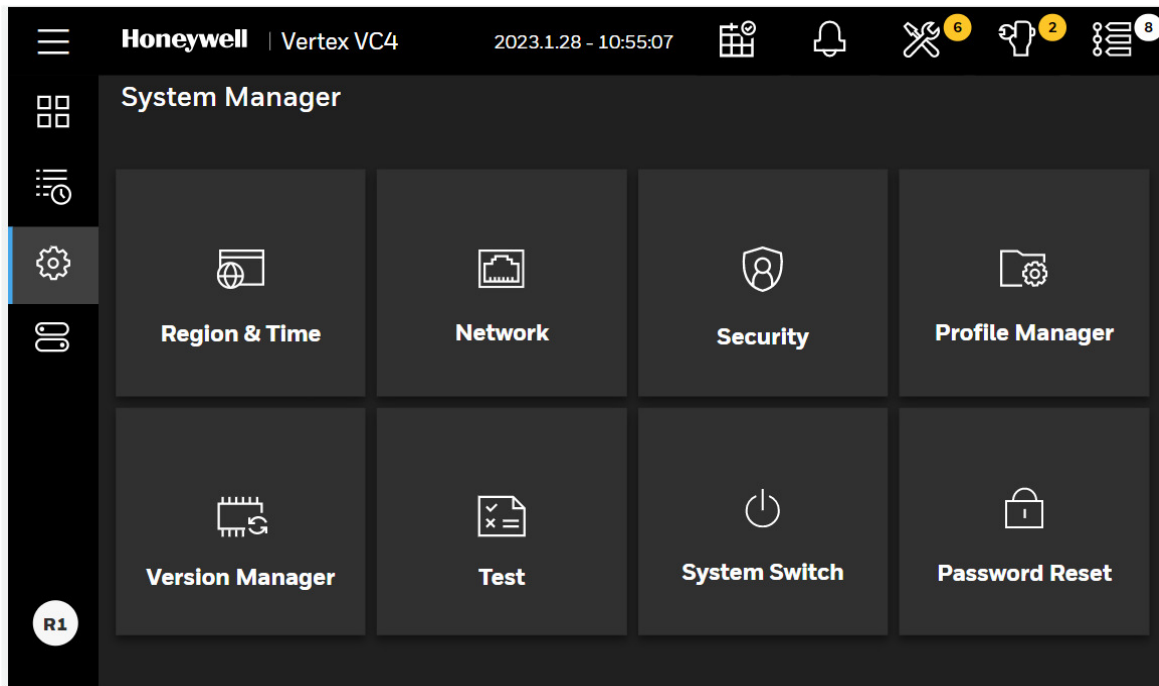 Honeywell | Vertex VC4 2023.1.28 - 10:55:07 6 2 8
System Manager
Region & Time Network Security Profile Manager
Version Manager Test System Switch Password Reset
R1